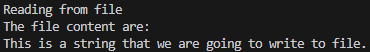 Reading from file
The file content are:
This is a string that we are going to write to file.